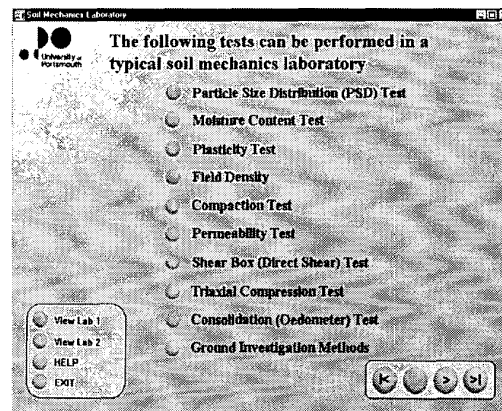 Soil Mechanics Laboratory
University of
Portsmouth
The following tests can be performed in a
typical soil mechanics laboratory
Particle Size Distribution (PSD) Test
Moisture Content Test
Plasticity Test
Field Density
Compaction Test
Permeability Test
Shear Box (Direct Shear) Test
Triaxial Compression Test
Consolidation (Oedometer) Test
Ground Investigation Methods
View Lab 1
View Lab 2
HELP
EXIT